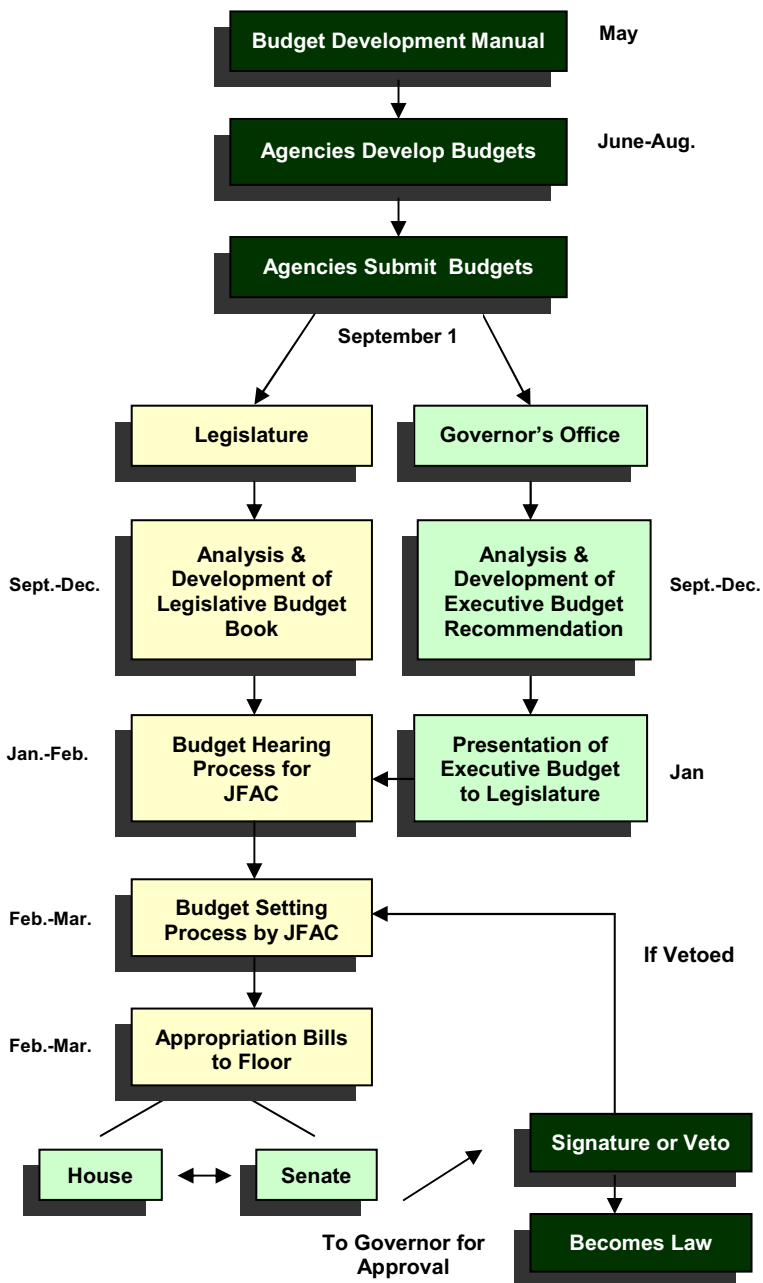 Budget Development Manual
May
Agencies Develop Budgets
June-Aug.
Agencies Submit Budgets
September 1
Legislature
Governor's Office
Sept.-Dec.
Analysis &
Development of
Legislative Budget
Book
Analysis &
Development of
Executive Budget
Recommendation
Sept.-Dec.
Jan.-Feb.
Budget Hearing
Process for
JFAC
Presentation of
Executive Budget
to Legislature
Jan
Feb.-Mar.
Budget Setting
Process by JFAC
If Vetoed
Feb.-Mar.
Appropriation Bills
to Floor
House
Senate
Signature or Veto
To Governor for
Approval
Becomes Law